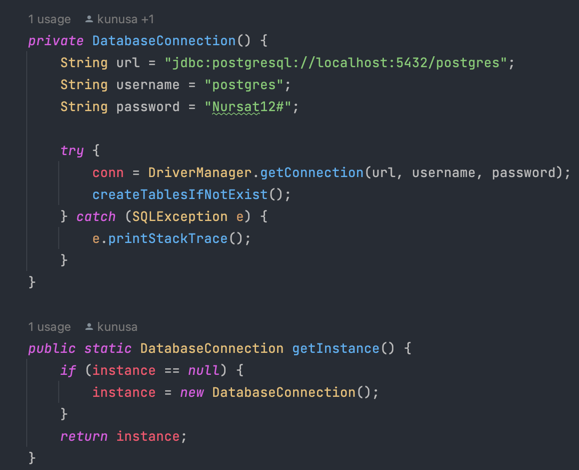 1 usage kunusa +1
private DatabaseConnection() {
    String url = "jdbc:postgresql://localhost:5432/postgres";
    String username = "postgres";
    String password = "Nursat12#";

    try {
        conn = DriverManager.getConnection(url, username, password);
        createTablesIfNotExist();
    } catch (SQLException e) {
        e.printStackTrace();
    }
}

1 usage kunusa
public static DatabaseConnection getInstance() {
    if (instance == null) {
        instance = new DatabaseConnection();
    }
    return instance;
}